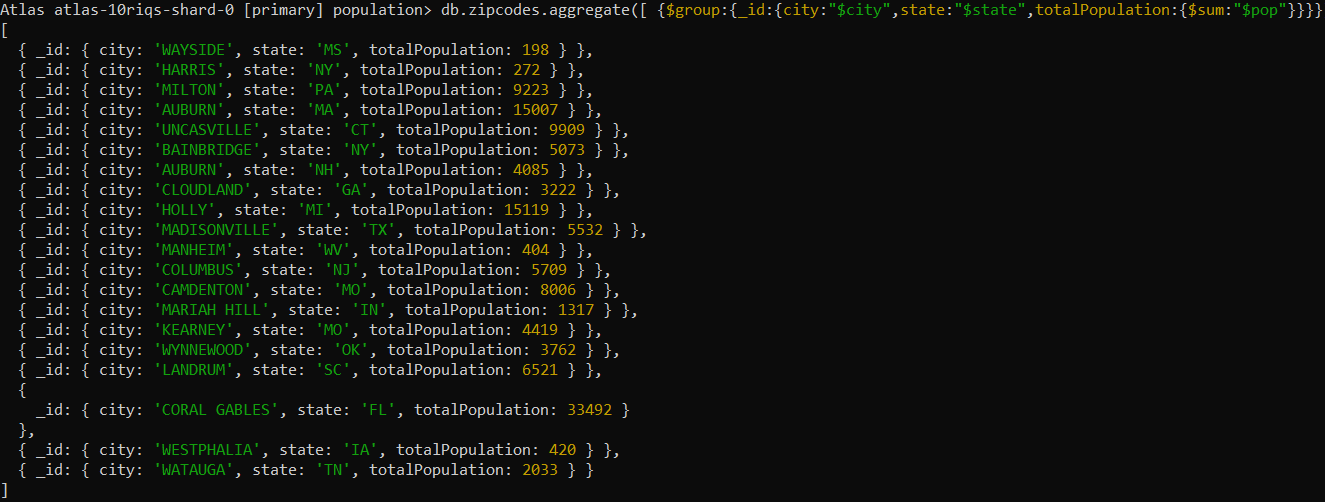 Atlas atlas-10riqs-shard-0 [primary] population> db.zipcodes.aggregate([ {$group:{_id:{city:"$city",state:"$state",totalPopulation:{$sum:"$pop"}}}}
[
  { _id: { city: 'WAYSIDE', state: 'MS', totalPopulation: 198 } },
  { _id: { city: 'HARRIS', state: 'NY', totalPopulation: 272 } },
  { _id: { city: 'MILTON', state: 'PA', totalPopulation: 9223 } },
  { _id: { city: 'AUBURN', state: 'MA', totalPopulation: 15007 } },
  { _id: { city: 'UNCASVILLE', state: 'CT', totalPopulation: 9909 } },
  { _id: { city: 'BAINBRIDGE', state: 'NY', totalPopulation: 5073 } },
  { _id: { city: 'AUBURN', state: 'NH', totalPopulation: 4085 } },
  { _id: { city: 'CLOUDLAND', state: 'GA', totalPopulation: 3222 } },
  { _id: { city: 'HOLLY', state: 'MI', totalPopulation: 15119 } },
  { _id: { city: 'MADISONVILLE', state: 'TX', totalPopulation: 5532 } },
  { _id: { city: 'MANHEIM', state: 'WV', totalPopulation: 404 } },
  { _id: { city: 'COLUMBUS', state: 'NJ', totalPopulation: 5709 } },
  { _id: { city: 'CAMDENTON', state: 'MO', totalPopulation: 8006 } },
  { _id: { city: 'MARIAH HILL', state: 'IN', totalPopulation: 1317 } },
  { _id: { city: 'KEARNEY', state: 'MO', totalPopulation: 4419 } },
  { _id: { city: 'WYNNEWOOD', state: 'OK', totalPopulation: 3762 } },
  { _id: { city: 'LANDRUM', state: 'SC', totalPopulation: 6521 } },
  {
    _id: { city: 'CORAL GABLES', state: 'FL', totalPopulation: 33492 }
  },
  { _id: { city: 'WESTPHALIA', state: 'IA', totalPopulation: 420 } },
  { _id: { city: 'WATAUGA', state: 'TN', totalPopulation: 2033 } }
]